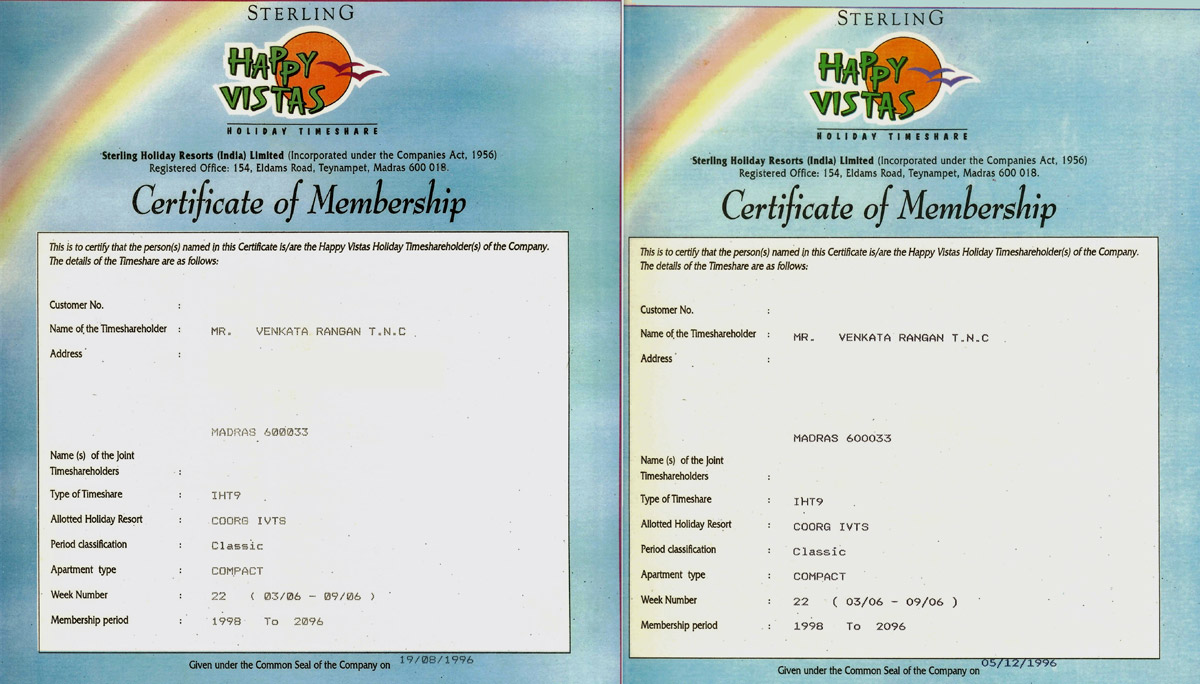 STERLING
HAPPY
VISTAS
HOLIDAY TIMESHARE
Sterling Holiday Resorts (India) Limited (Incorporated under the Companies Act, 1956)
Registered Office: 154, Eldams Road, Teynampet, Madras 600 018.
Certificate of Membership
This is to certify that the person(s) named in this Certificate is/are the Happy Vistas Holiday Timeshareholder(s) of the Company.
The details of the Timeshare are as follows:
Customer No. :
Name of the Timeshareholder : MR. VENKATA RANGAN T.N.C
Address :
MADRAS 600033
Name (s) of the Joint
Timeshareholders :
Type of Timeshare : IHT9
Allotted Holiday Resort : COORG IVTS
Period classification : Classic
Apartment type : COMPACT
Week Number : 22 ( 03/06 - 09/06 )
Membership period : 1998 To 2096
Given under the Common Seal of the Company on 19/08/1996
STERLING
HAPPY
VISTAS
HOLIDAY TIMESHARE
Sterling Holiday Resorts (India) Limited (Incorporated under the Companies Act, 1956)
Registered Office: 154, Eldams Road, Teynampet, Madras 600 018.
Certificate of Membership
This is to certify that the person(s) named in this Certificate is/are the Happy Vistas Holiday Timeshareholder(s) of the Company.
The details of the Timeshare are as follows:
Customer No. :
Name of the Timeshareholder : MR. VENKATA RANGAN T.N.C
Address :
MADRAS 600033
Name (s) of the Joint
Timeshareholders :
Type of Timeshare : IHT9
Allotted Holiday Resort : COORG IVTS
Period classification : Classic
Apartment type : COMPACT
Week Number : 22 ( 03/06 - 09/06 )
Membership period : 1998 To 2096
Given under the Common Seal of the Company on 05/12/1996